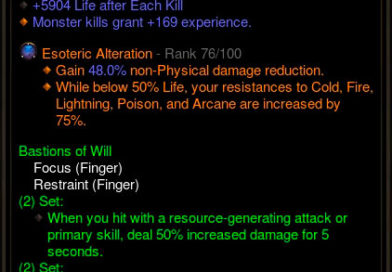 +5904 Life after Each Kill
Monster kills grant +169 experience.
Esoteric Alteration - Rank 76/100
Gain 48.0% non-Physical damage reduction.
While below 50% Life, your resistances to Cold, Fire,
Lightning, Poison, and Arcane are increased by
75%.
Bastions of Will
Focus (Finger)
Restraint (Finger)
(2) Set:
When you hit with a resource-generating attack or
primary skill, deal 50% increased damage for 5
seconds.
(2) Set: